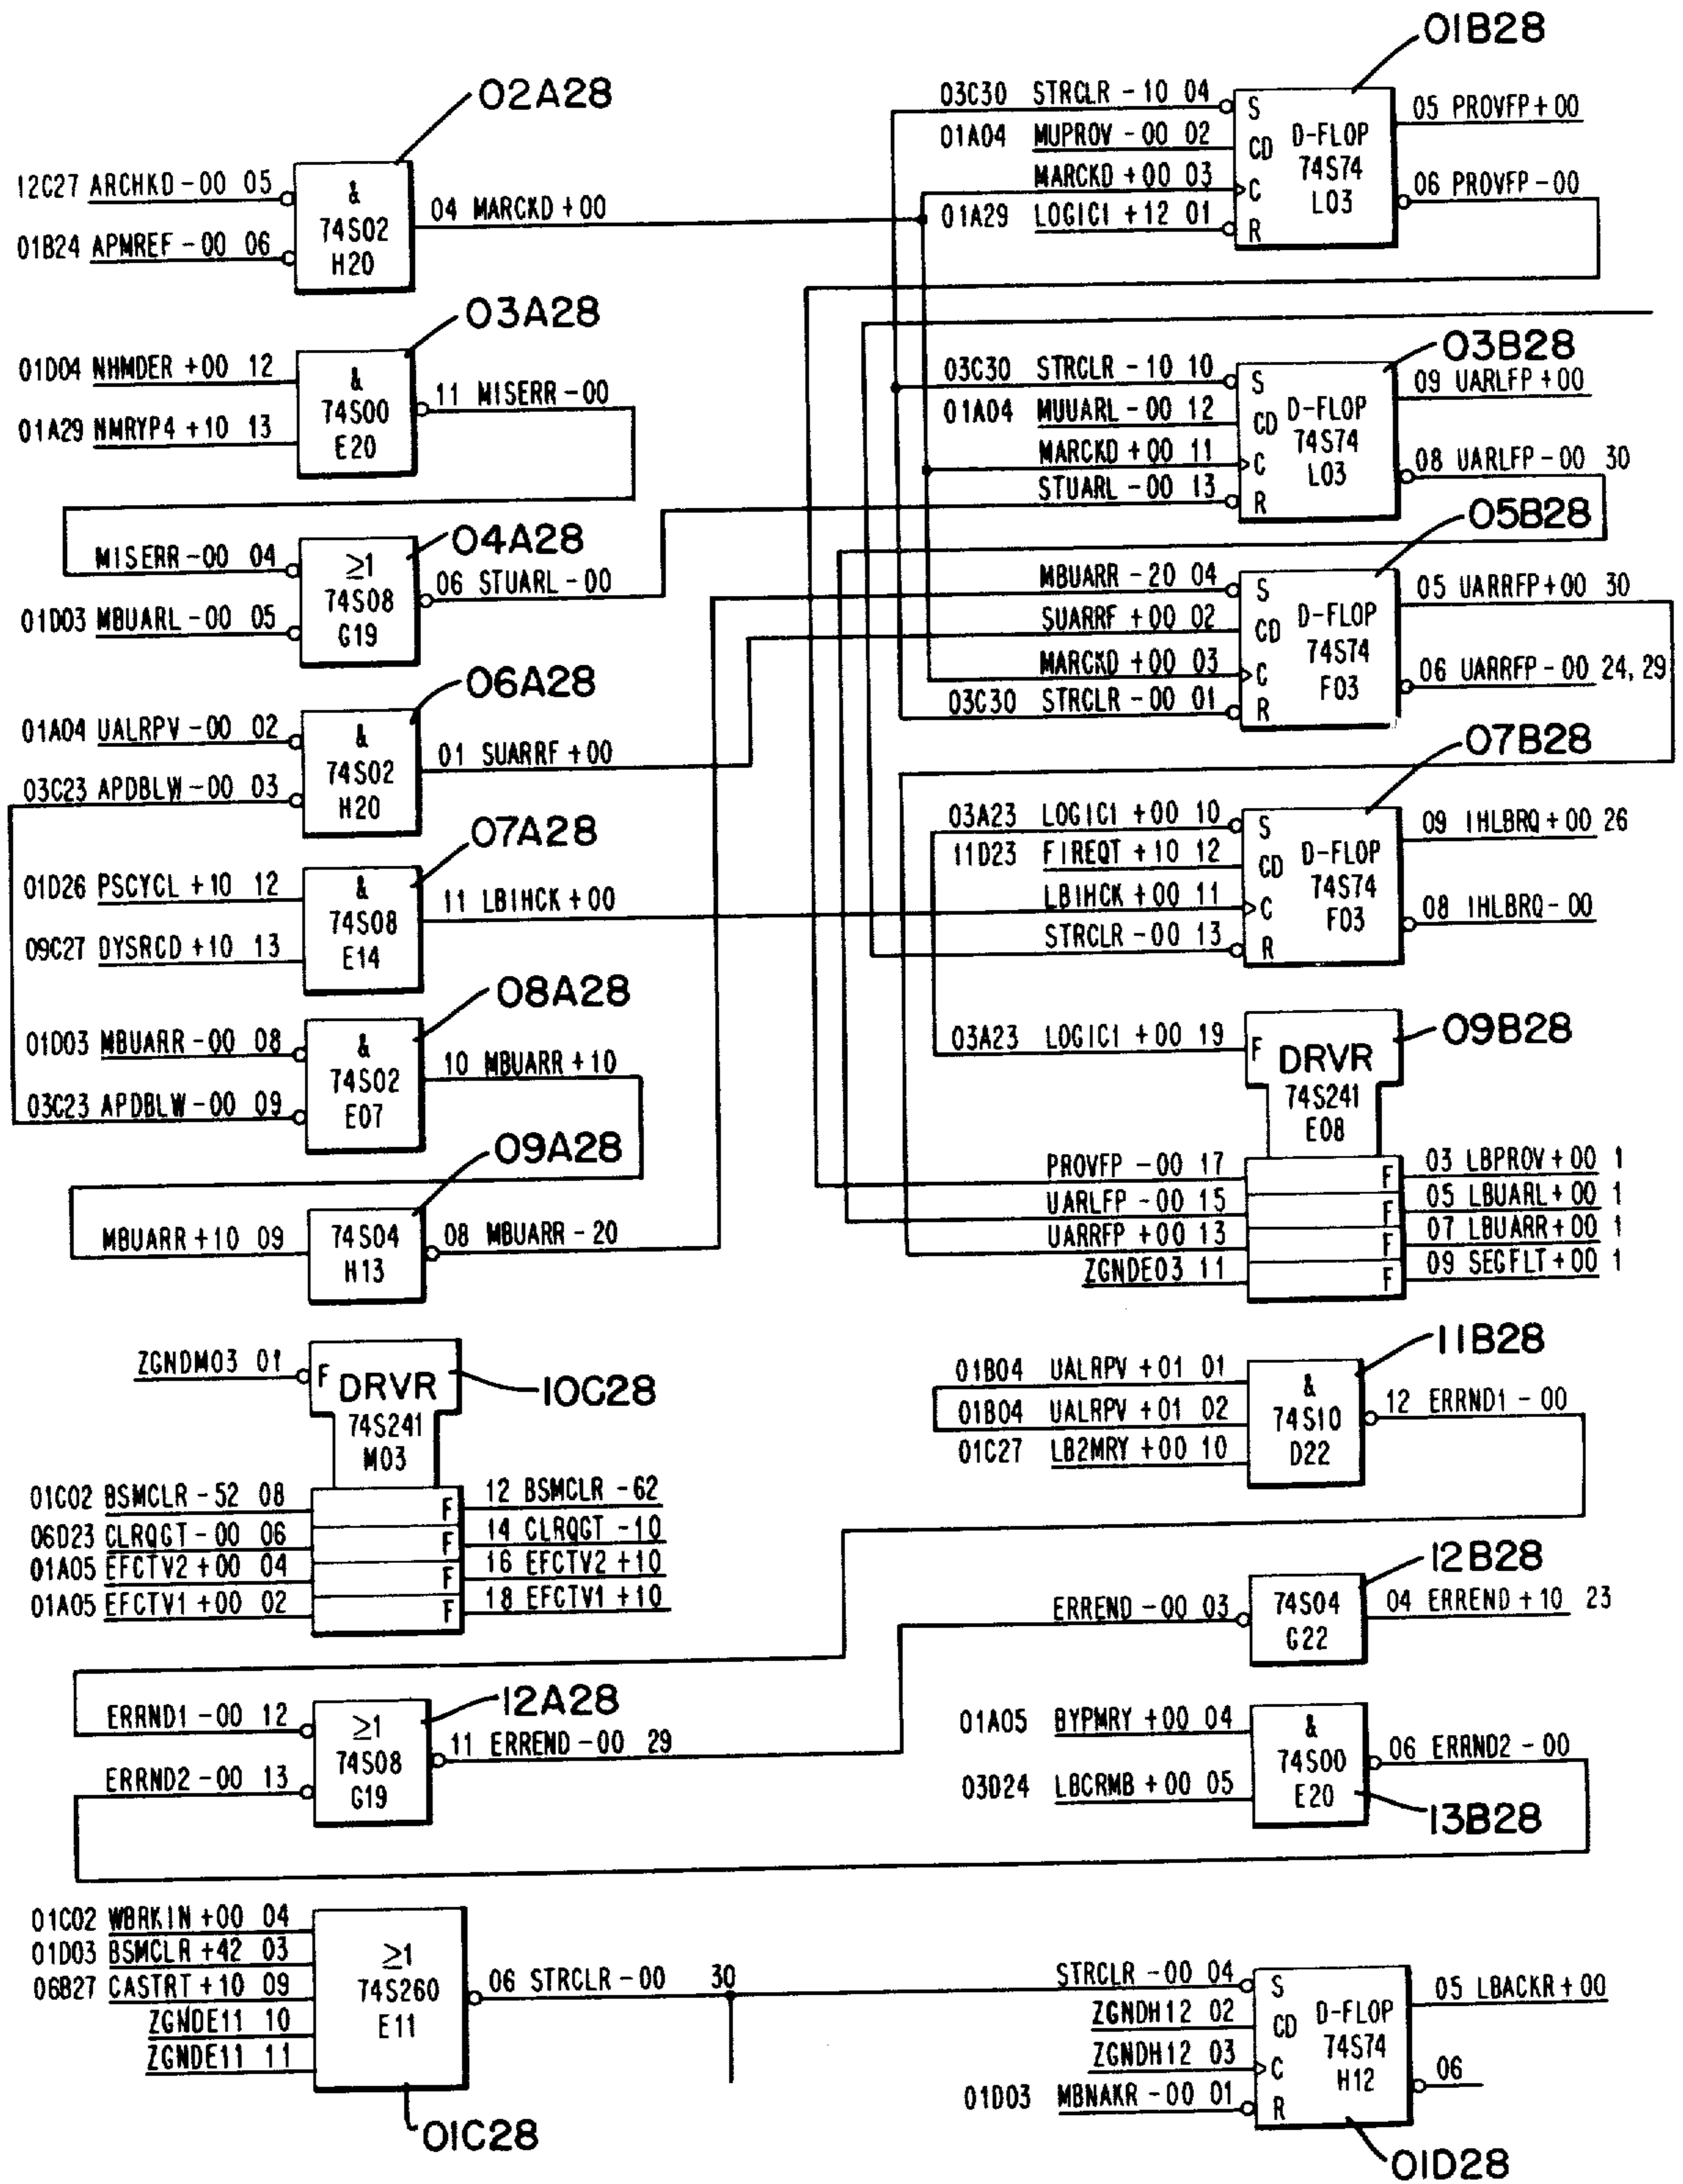 02A28
12C27 ARCHKD -00 05
01B24 APMREF -00 06
&
74S02
H20
04 MARCKD +00
03A28
01D04 NHMDER +00 12
01A29 NMRYP4 +10 13
&
74S00
E20
11 MISERR -00
04A28
MISERR -00 04
01D03 MBUARL -00 05
≥1
74S08
G19
06 STUARL -00
06A28
01A04 UALRPV -00 02
03C23 APDBLW -00 03
&
74S02
H20
01 SUARRF +00
07A28
01D26 PSCYCL +10 12
09C27 DYSRCD +10 13
&
74S08
E14
11 LBIHCK +00
08A28
01D03 MBUARR -00 08
03C23 APDBLW -00 09
&
74S02
E07
10 MBUARR +10
09A28
MBUARR +10 09
74S04
H13
08 MBUARR -20
ZGNDM03 01
F DRVR
74S241
M03
10C28
01C02 BSMCLR -52 08 F 12 BSMCLR -62
06D23 CLRQGT -00 06 F 14 CLRQGT -10
01A05 EFCTV2 +00 04 F 16 EFCTV2 +10
01A05 EFCTV1 +00 02 F 18 EFCTV1 +10
12A28
ERRND1 -00 12
ERRND2 -00 13
≥1
74S08
G19
11 ERREND -00 29
01C02 WBRKIN +00 04
01D03 BSMCLR +42 03
06B27 CASTRT +10 09
ZGNDE11 10
ZGNDE11 11
≥1
74S260
E11
06 STRCLR -00 30
01C28
01B28
03C30 STRCLR -10 04 S
01A04 MUPROV -00 02 CD
MARCKD +00 03 C
01A29 LOGIC1 +12 01 R
D-FLOP
74S74
L03
05 PROVFP +00
06 PROVFP -00
03B28
03C30 STRCLR -10 10 S
01A04 MUUARL -00 12 CD
MARCKD +00 11 C
STUARL -00 13 R
D-FLOP
74S74
L03
09 UARLFP +00
08 UARLFP -00 30
05B28
MBUARR -20 04 S
SUARRF +00 02 CD
MARCKD +00 03 C
03C30 STRCLR -00 01 R
D-FLOP
74S74
F03
05 UARRFP +00 30
06 UARRFP -00 24, 29
07B28
03A23 LOGIC1 +00 10 S
11D23 FIREQT +10 12 CD
LBIHCK +00 11 C
STRCLR -00 13 R
D-FLOP
74S74
F03
09 IHLBRQ +00 26
08 IHLBRQ -00
09B28
03A23 LOGIC1 +00 19
F DRVR
74S241
E08
PROVFP -00 17 F 03 LBPROV +00 1
UARLFP -00 15 F 05 LBUARL +00 1
UARRFP +00 13 F 07 LBUARR +00 1
ZGNDE03 11 F 09 SEGFLT +00 1
11B28
01B04 UALRPV +01 01
01B04 UALRPV +01 02
01C27 LB2MRY +00 10
&
74S10
D22
12 ERRND1 -00
12B28
ERREND -00 03
74S04
G22
04 ERREND +10 23
01A05 BYPMRY +00 04
03D24 LBCRMB +00 05
&
74S00
E20
06 ERRND2 -00
13B28
STRCLR -00 04 S
ZGNDH12 02 CD
ZGNDH12 03 C
01D03 MBNAKR -00 01 R
D-FLOP
74S74
H12
05 LBACKR +00
06
01D28